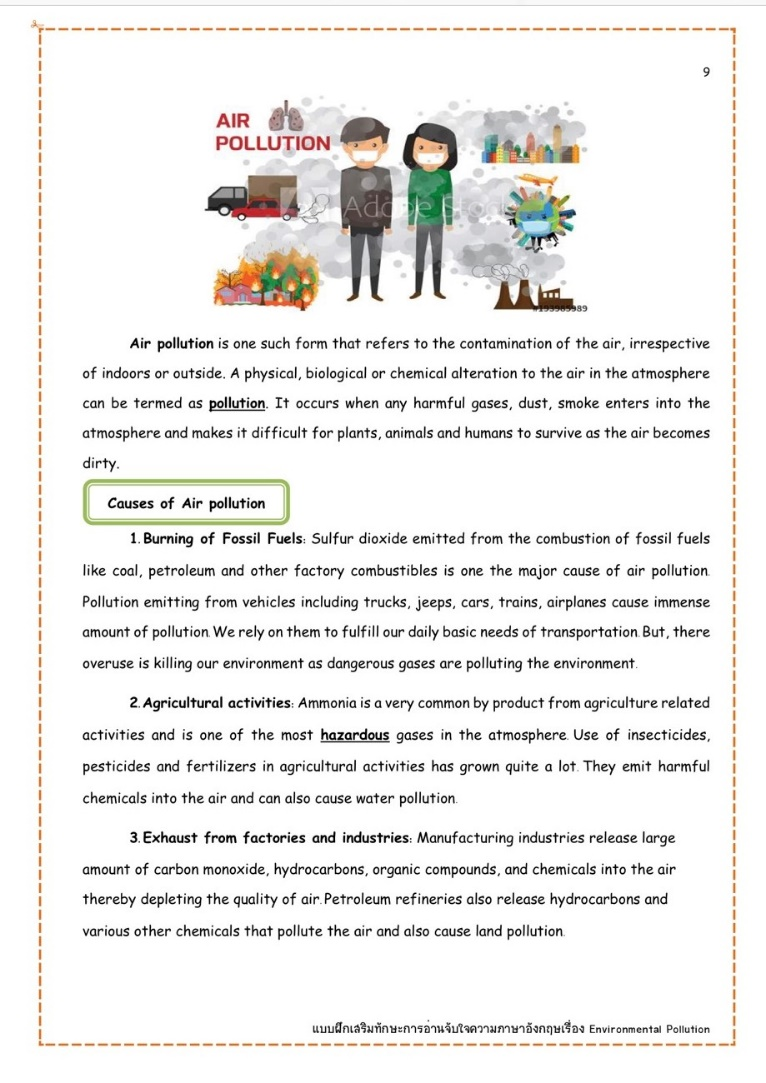 9
AIR
POLLUTION
Adobe Stock
#193985989
Air pollution is one such form that refers to the contamination of the air, irrespective
of indoors or outside. A physical, biological or chemical alteration to the air in the atmosphere
can be termed as pollution. It occurs when any harmful gases, dust, smoke enters into the
atmosphere and makes it difficult for plants, animals and humans to survive as the air becomes
dirty.
Causes of Air pollution
1. Burning of Fossil Fuels: Sulfur dioxide emitted from the combustion of fossil fuels
like coal, petroleum and other factory combustibles is one the major cause of air pollution.
Pollution emitting from vehicles including trucks, jeeps, cars, trains, airplanes cause immense
amount of pollution. We rely on them to fulfill our daily basic needs of transportation. But, there
overuse is killing our environment as dangerous gases are polluting the environment.
2. Agricultural activities: Ammonia is a very common by product from agriculture related
activities and is one of the most hazardous gases in the atmosphere. Use of insecticides,
pesticides and fertilizers in agricultural activities has grown quite a lot. They emit harmful
chemicals into the air and can also cause water pollution.
3. Exhaust from factories and industries: Manufacturing industries release large
amount of carbon monoxide, hydrocarbons, organic compounds, and chemicals into the air
thereby depleting the quality of air. Petroleum refineries also release hydrocarbons and
various other chemicals that pollute the air and also cause land pollution.
แบบฝึกเสริมทักษะการอ่านจับใจความภาษาอังกฤษเรื่อง Environmental Pollution